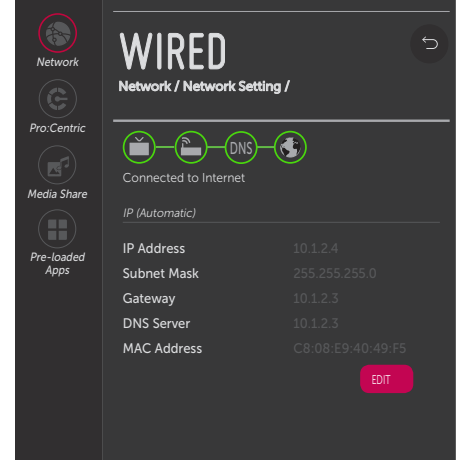 Network
Pro:Centric
Media Share
Pre-loaded
Apps
WIRED
Network / Network Setting /
DNS
Connected to Internet
IP (Automatic)
IP Address 10.1.2.4
Subnet Mask 255.255.255.0
Gateway 10.1.2.3
DNS Server 10.1.2.3
MAC Address C8:08:E9:40:49:F5
EDIT